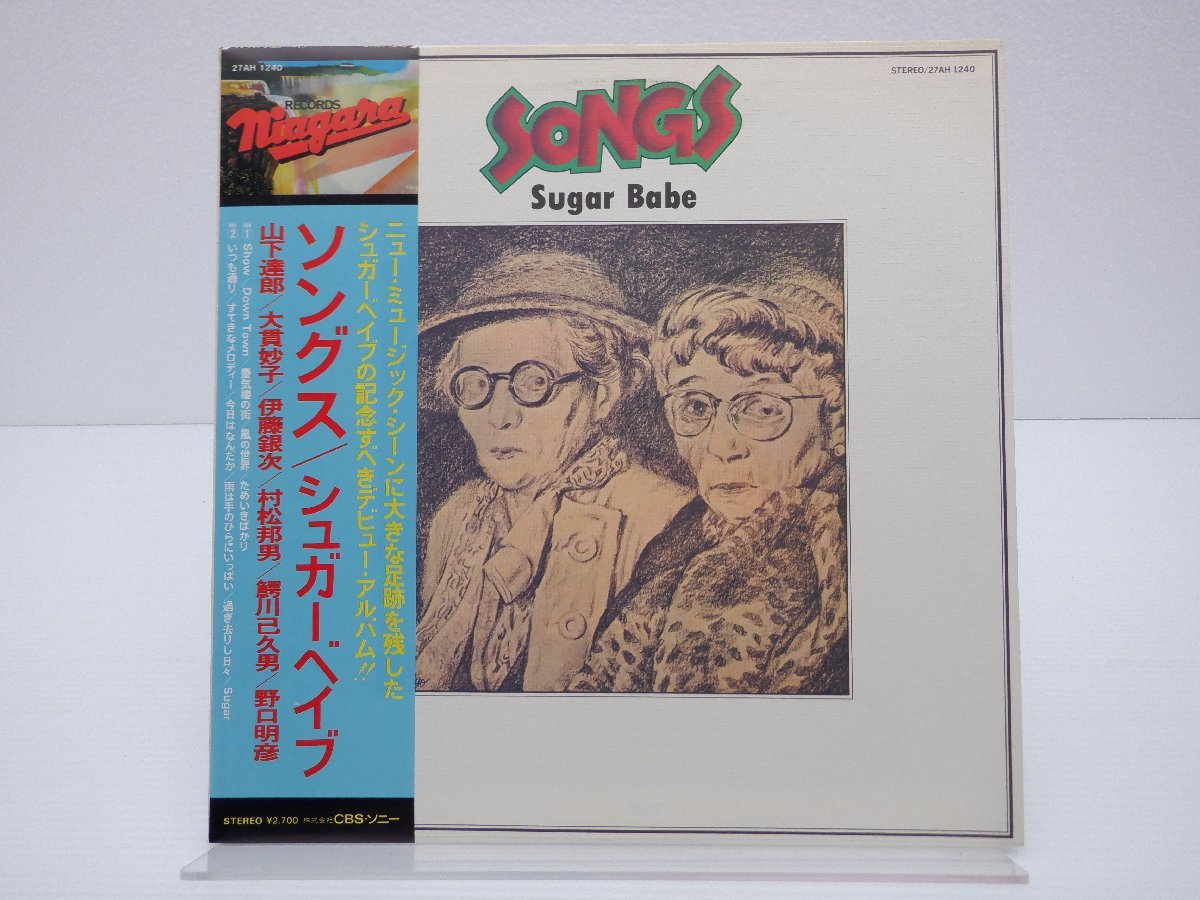 27AH 1240
RECORDS
Niagara
ニュー・ミュージック・シーンに大きな足跡を残した
シュガーベイブの記念すべきデビュー・アルバム!!
ソングス/シュガーベイブ
山下達郎/大貫妙子/伊藤銀次/村松邦男/鰐川己久男/野口明彦
Show/Down Town/蜃気楼の街/風の世界/ためいきばかり
いつも通り/すてきなメロディー/今日はなんだか/雨は手のひらにいっぱい/過ぎ去りし日々/Sugar
STEREO ¥2,700 株式会社CBS・ソニー
STEREO/27AH 1240
SONGS
Sugar Babe